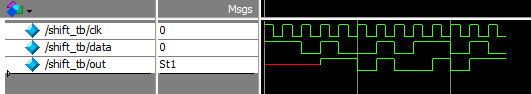 Msgs
/shift_tb/clk 0
/shift_tb/data 0
/shift_tb/out St1